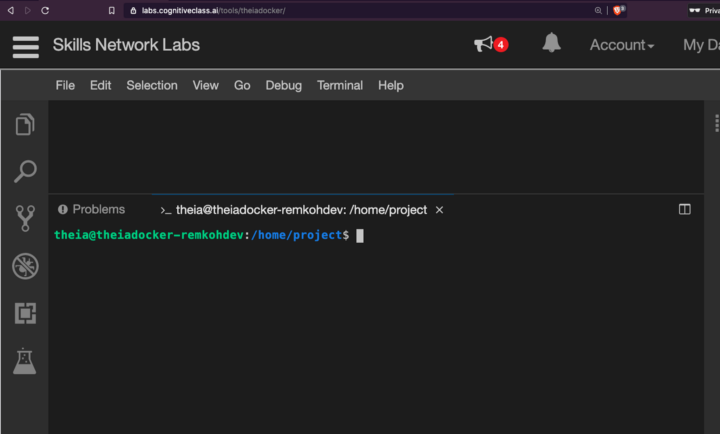 labs.cognitiveclass.ai/tools/theiadocker/
Priva
Skills Network Labs
4
Account
My Da
File Edit Selection View Go Debug Terminal Help
Problems
>_ theia@theiadocker-remkohdev: /home/project ×
theia@theiadocker-remkohdev:/home/project$